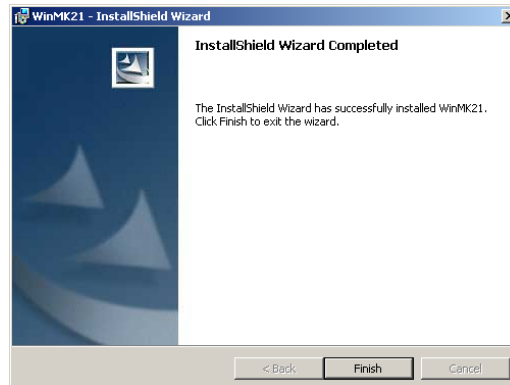 WinMK21 - InstallShield Wizard
InstallShield Wizard Completed
The InstallShield Wizard has successfully installed WinMK21.
Click Finish to exit the wizard.
< Back
Finish
Cancel